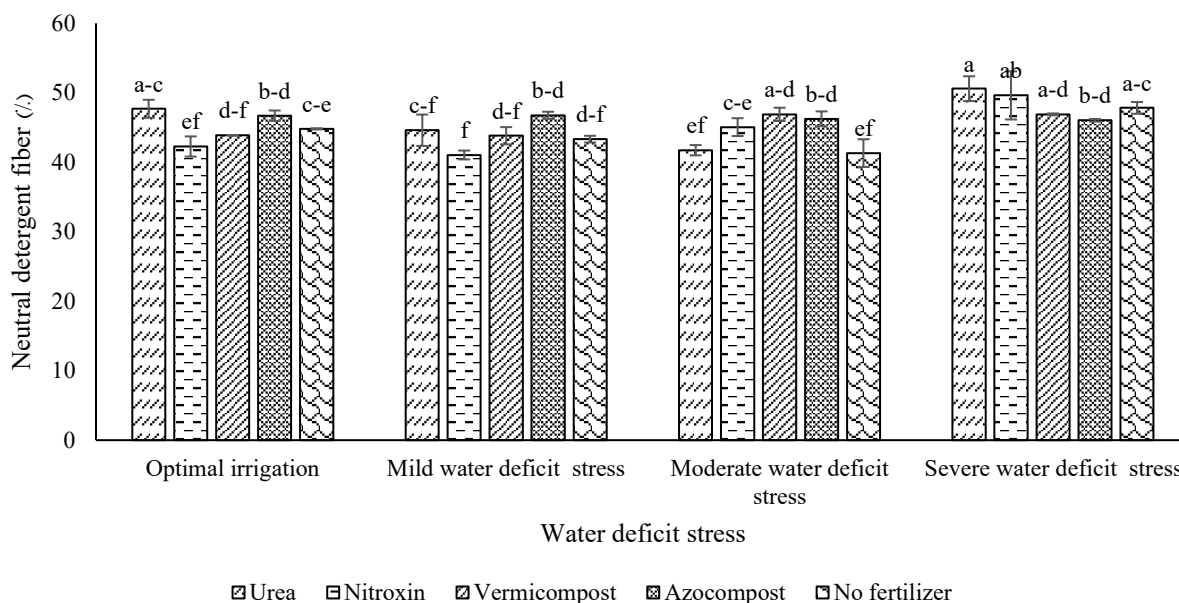 60
50
40
30
20
10
0
Neutral detergent fiber (٪)
a-c
ef
d-f
b-d
c-e
c-f
f
d-f
b-d
d-f
ef
c-e
a-d
b-d
ef
a
ab
a-d
b-d
a-c
Optimal irrigation
Mild water deficit stress
Moderate water deficit
stress
Severe water deficit stress
Water deficit stress
Urea
Nitroxin
Vermicompost
Azocompost
No fertilizer